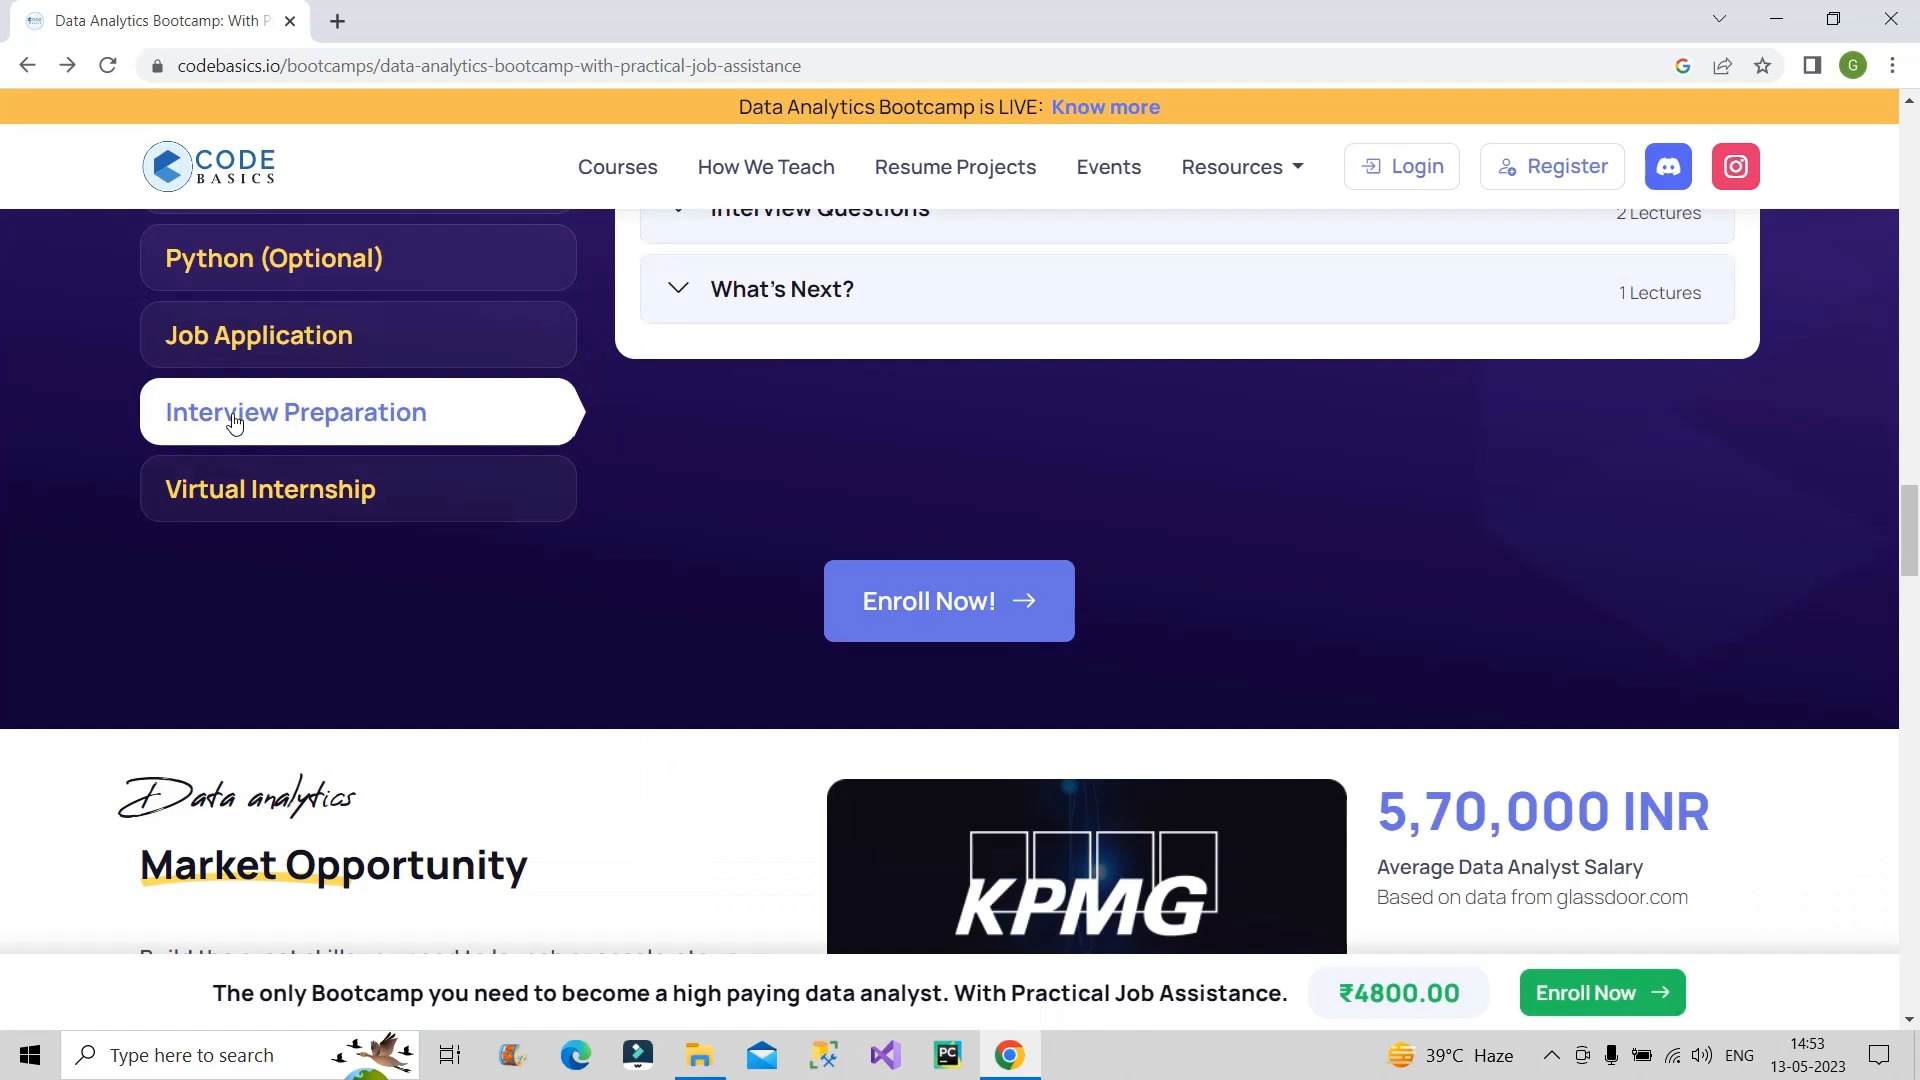 Data Analytics Bootcamp: With P
codebasics.io/bootcamps/data-analytics-bootcamp-with-practical-job-assistance
G
Data Analytics Bootcamp is LIVE: Know more
CODE
BASICS
Courses
How We Teach
Resume Projects
Events
Resources
Login
Register
Interview Questions
2 Lectures
What's Next?
1 Lectures
Python (Optional)
Job Application
Interview Preparation
Virtual Internship
Enroll Now!
Data analytics
Market Opportunity
KPMG
5,70,000 INR
Average Data Analyst Salary
Based on data from glassdoor.com
The only Bootcamp you need to become a high paying data analyst. With Practical Job Assistance.
₹4800.00
Enroll Now
Type here to search
PC
39°C Haze
ENG
14:53
13-05-2023